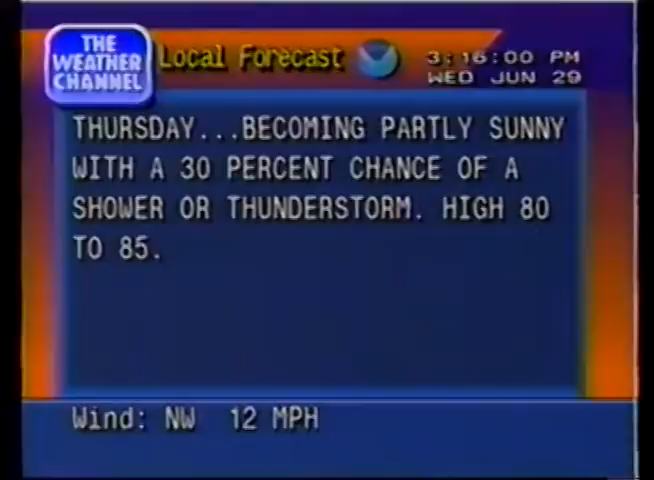 THE
WEATHER
CHANNEL
Local Forecast
3:16:00 PM
WED JUN 29
THURSDAY...BECOMING PARTLY SUNNY
WITH A 30 PERCENT CHANCE OF A
SHOWER OR THUNDERSTORM. HIGH 80
TO 85.
Wind: NW 12 MPH